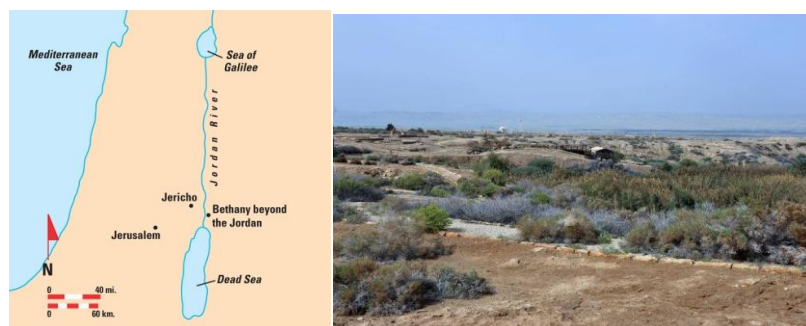 Mediterranean
Sea
Sea of
Galilee
Jordan River
Jericho
Bethany beyond
the Jordan
Jerusalem
Dead Sea
N
0 40 mi.
0 60 km.